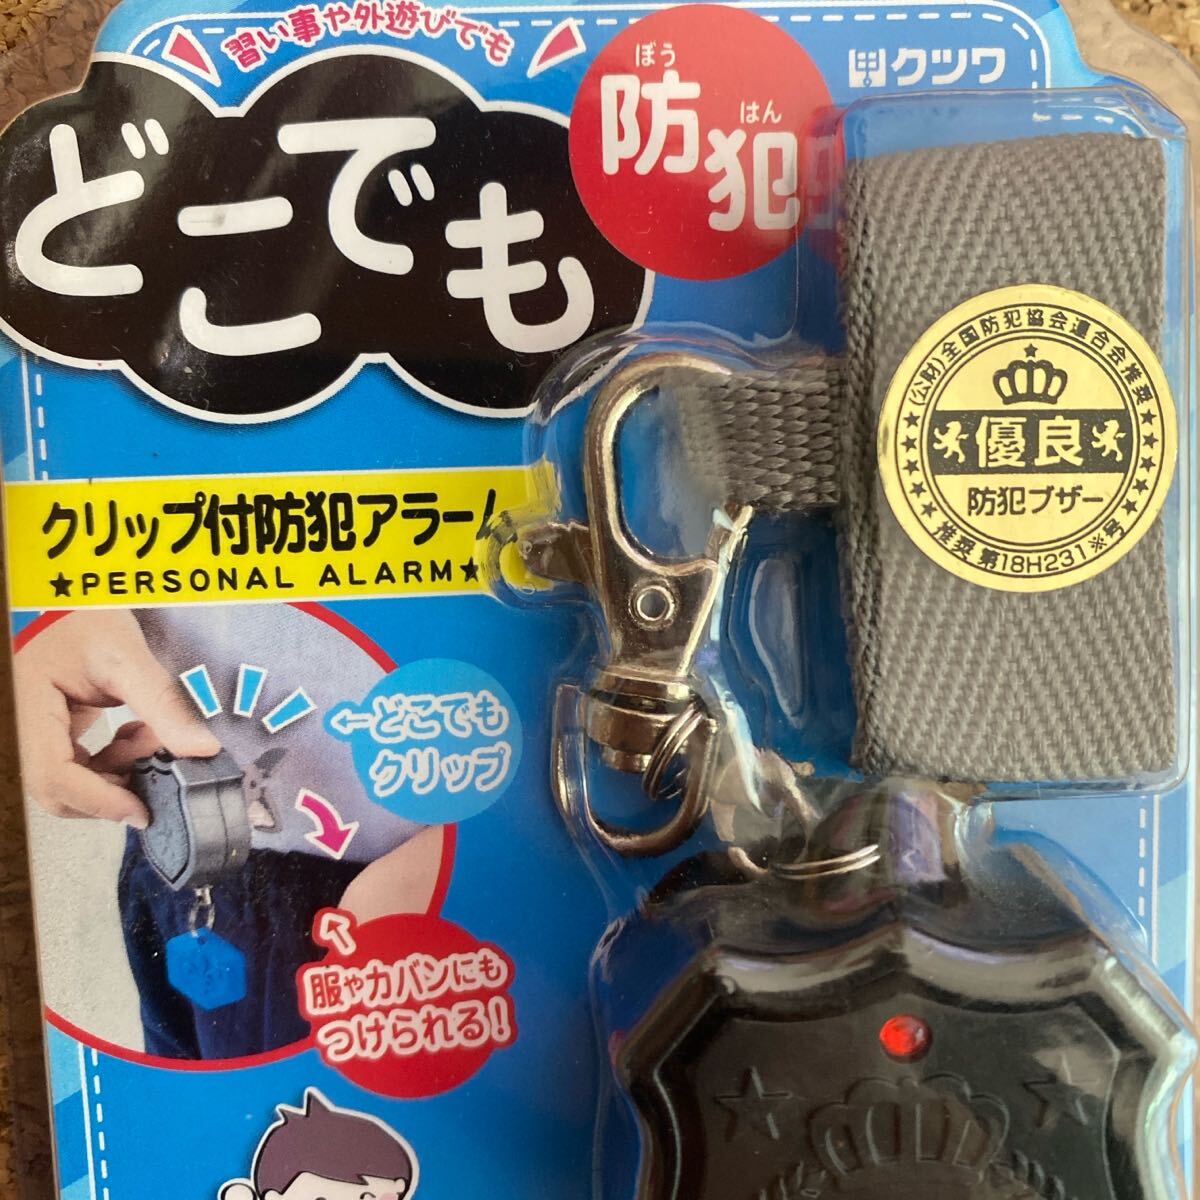 習い事や外遊びでも
どこでも
ぼう
はん
防犯
クツワ
クリップ付防犯アラーム
★PERSONAL ALARM★
(公財)全国防犯協会連合会推奨
優良
防犯ブザー
推奨 第18H231※号
←どこでも
クリップ
服やカバンにも
つけられる!